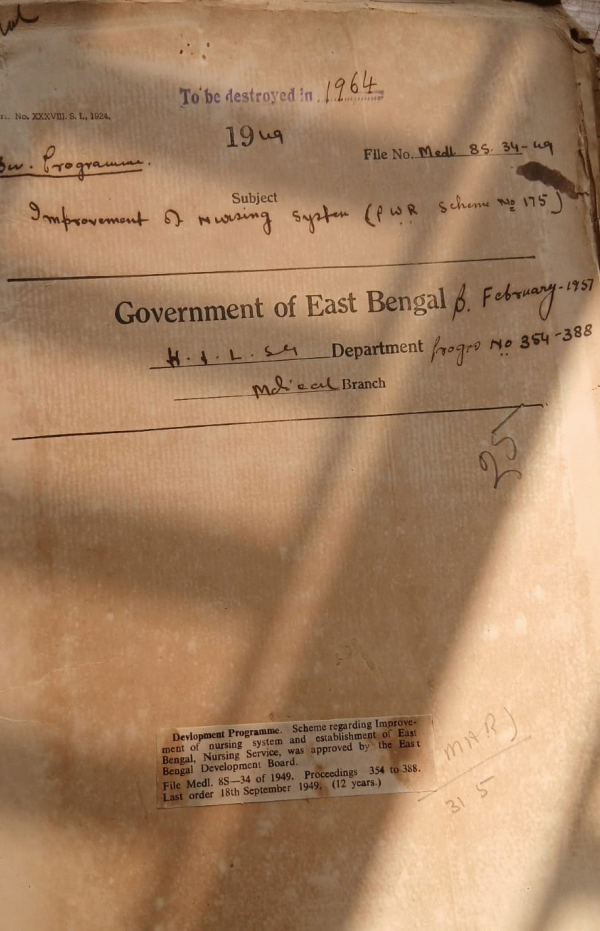 To be destroyed in 1964
No. XXXVIII. S. I., 1924.
1949
File No. Medl 8S. 34-49
Programme.
Subject
Improvement of Nursing System (PWR Scheme No 175)
Government of East Bengal B. February-1957
Department Progs No 354-388
Medical Branch
25
Devlopment Programme. Scheme regarding Improve-
ment of nursing system and establishment of East
Bengal, Nursing Service, was approved by the East
Bengal Development Board.
File Medl. 8S—34 of 1949. Proceedings 354 to 388.
Last order 18th September 1949. (12 years.)
MAR)
31 5